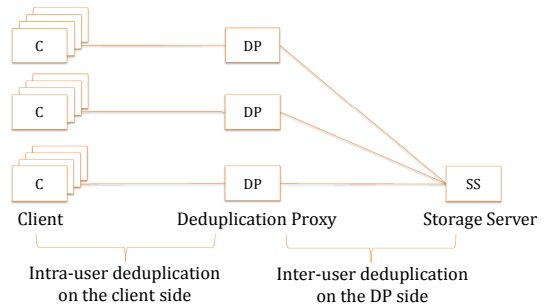 C
DP
C
DP
C
DP
SS
Client
Deduplication Proxy
Storage Server
Intra-user deduplication
on the client side
Inter-user deduplication
on the DP side